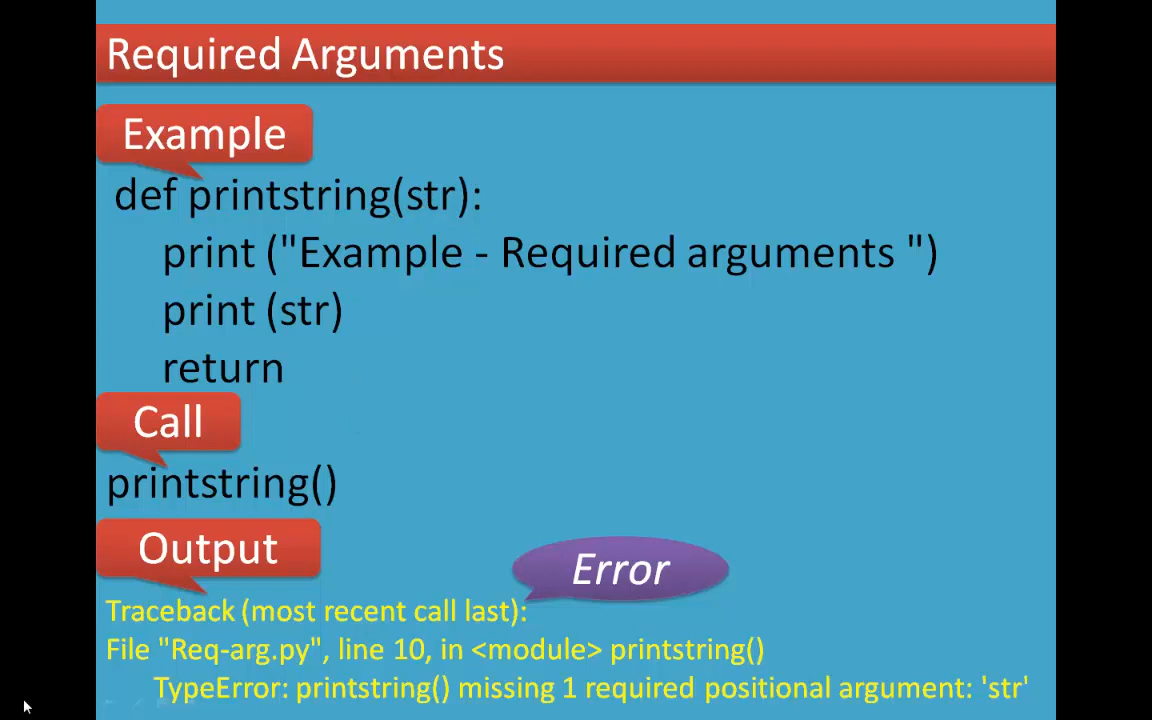 Required Arguments
Example
def printstring(str):
print ("Example - Required arguments ")
print (str)
return
Call
printstring()
Output
Error
Traceback (most recent call last):
File "Req-arg.py", line 10, in <module> printstring()
TypeError: printstring() missing 1 required positional argument: 'str'